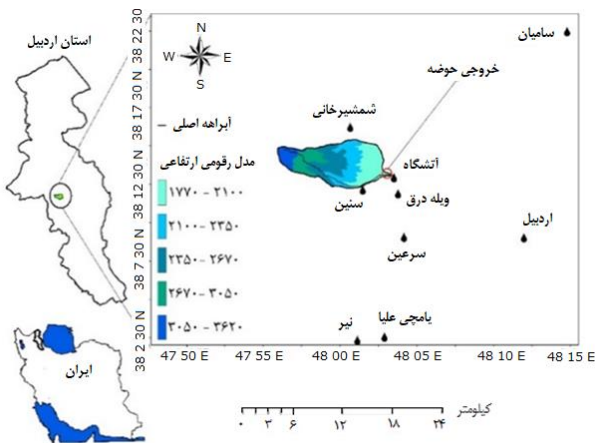 استان اردبیل
N
W E
S
آبراهه اصلی
مدل رقومی ارتفاعی
۱۷۷۰ - ۲۱۰۰
۲۱۰۰ - ۲۳۵۰
۲۳۵۰ - ۲۶۷۰
۲۶۷۰ - ۳۰۵۰
۳۰۵۰ - ۳۶۲۰
ایران
38 22 30
38 17 30 N
38 12 30 N
38 7 30 N
38 2 30 N
سامیان
خروجی حوضه
شمشیرخانی
آتشگاه
ویله درق
سنین
اردبیل
سرعین
یامچی علیا
نیر
47 50 E 47 55 E 48 00 E 48 05 E 48 10 E 48 15 E
کیلومتر
۰ ۳ ۶ ۱۲ ۱۸ ۲۴